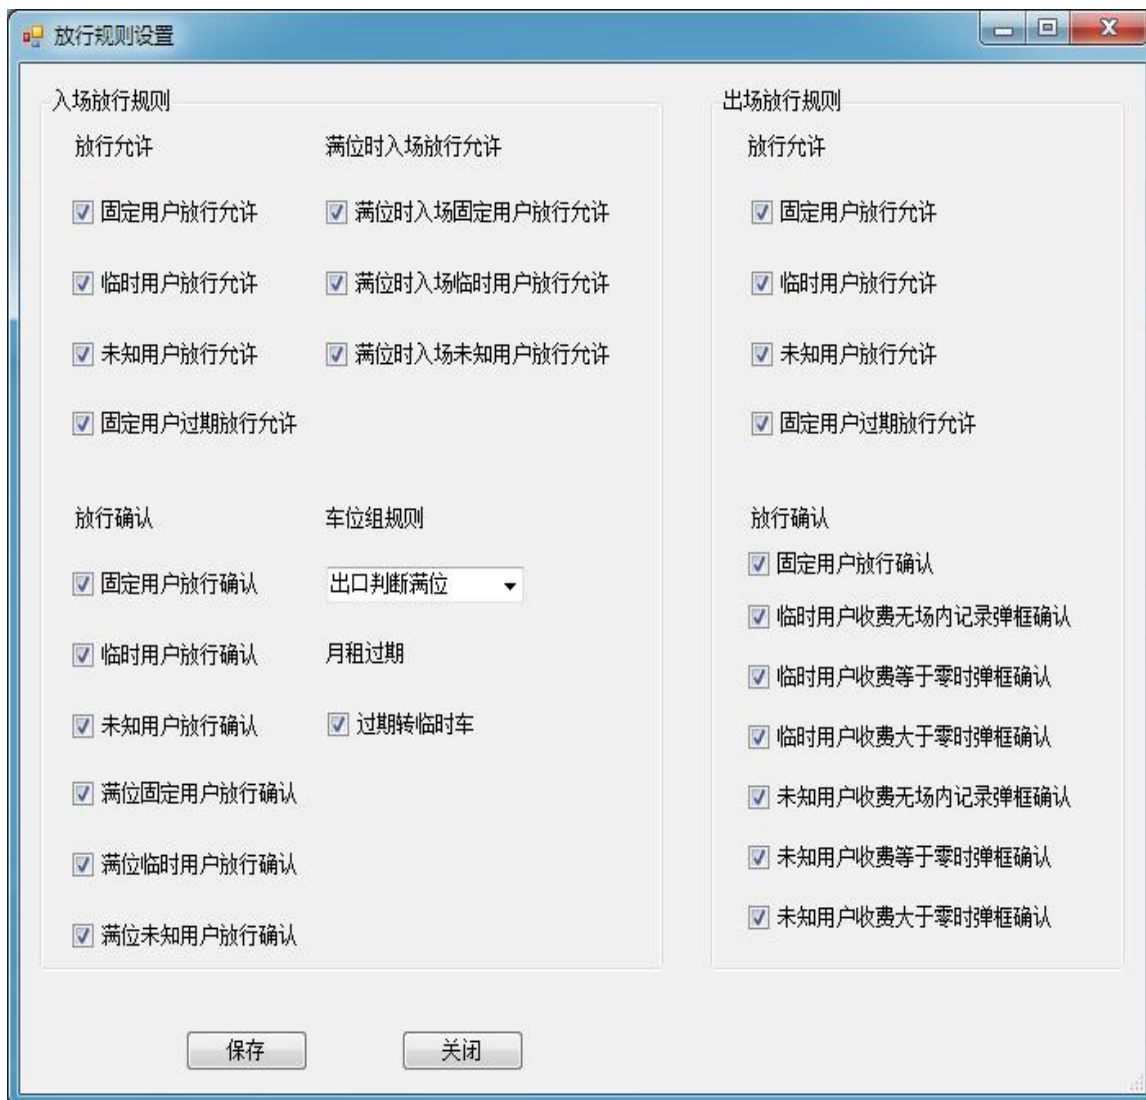 放行规则设置
入场放行规则
放行允许
满位时入场放行允许
固定用户放行允许
满位时入场固定用户放行允许
临时用户放行允许
满位时入场临时用户放行允许
未知用户放行允许
满位时入场未知用户放行允许
固定用户过期放行允许
放行确认
车位组规则
固定用户放行确认
出口判断满位
临时用户放行确认
月租过期
未知用户放行确认
过期转临时车
满位固定用户放行确认
满位临时用户放行确认
满位未知用户放行确认
出场放行规则
放行允许
固定用户放行允许
临时用户放行允许
未知用户放行允许
固定用户过期放行允许
放行确认
固定用户放行确认
临时用户收费无场内记录弹框确认
临时用户收费等于零时弹框确认
临时用户收费大于零时弹框确认
未知用户收费无场内记录弹框确认
未知用户收费等于零时弹框确认
未知用户收费大于零时弹框确认
保存
关闭